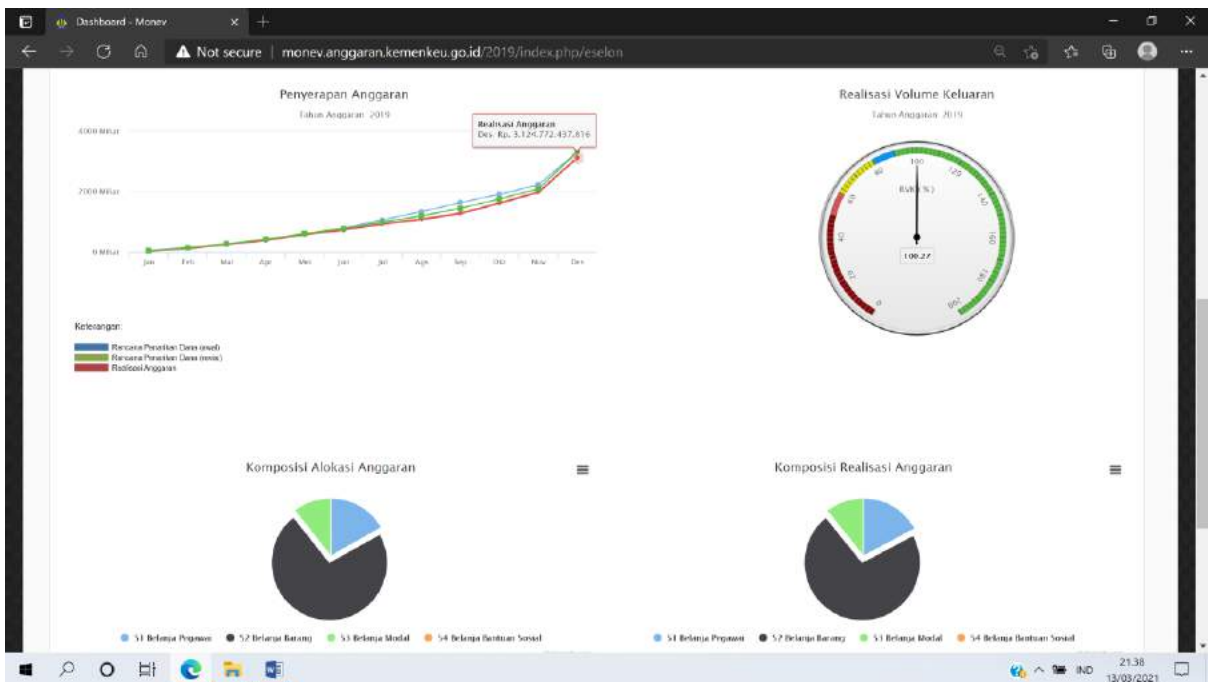 Dashboard - Monev
Not secure | monev.anggaran.kemenkeu.go.id/2019/index.php/eselon
Penyerapan Anggaran
Tahun Anggaran 2019
Realisasi Anggaran
Des. Rp. 3.124.772.437.816
4000 Miliar
2000 Miliar
0 Miliar
Jan Feb Mar Apr Mei Jun Jul Ags Sep Okt Nov Des
Keterangan:
Rencana Penarikan Dana (awal)
Rencana Penarikan Dana (revisi)
Realisasi Anggaran
Realisasi Volume Keluaran
Tahun Anggaran 2019
0 20 40 60 80 100 120 140 160 180 200
RVK (%)
100.27
Komposisi Alokasi Anggaran
51 Belanja Pegawai 52 Belanja Barang 53 Belanja Modal 54 Belanja Bantuan Sosial
Komposisi Realisasi Anggaran
51 Belanja Pegawai 52 Belanja Barang 53 Belanja Modal 54 Belanja Bantuan Sosial
IND
21.38
13/03/2021